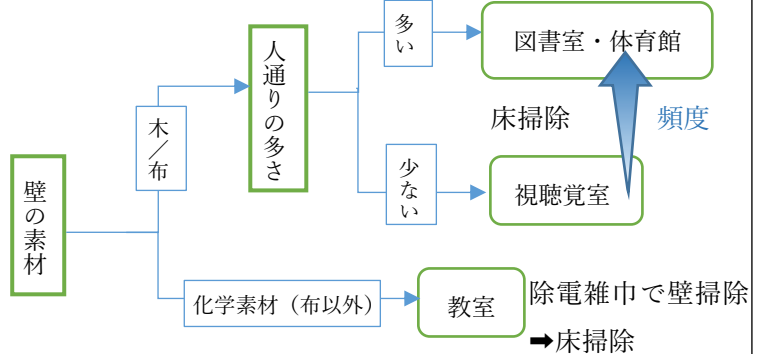 壁の素材
木／布
人通りの多さ
多い
図書室・体育館
床掃除
頻度
少ない
視聴覚室
化学素材（布以外）
教室
除電雑巾で壁掃除
➡床掃除